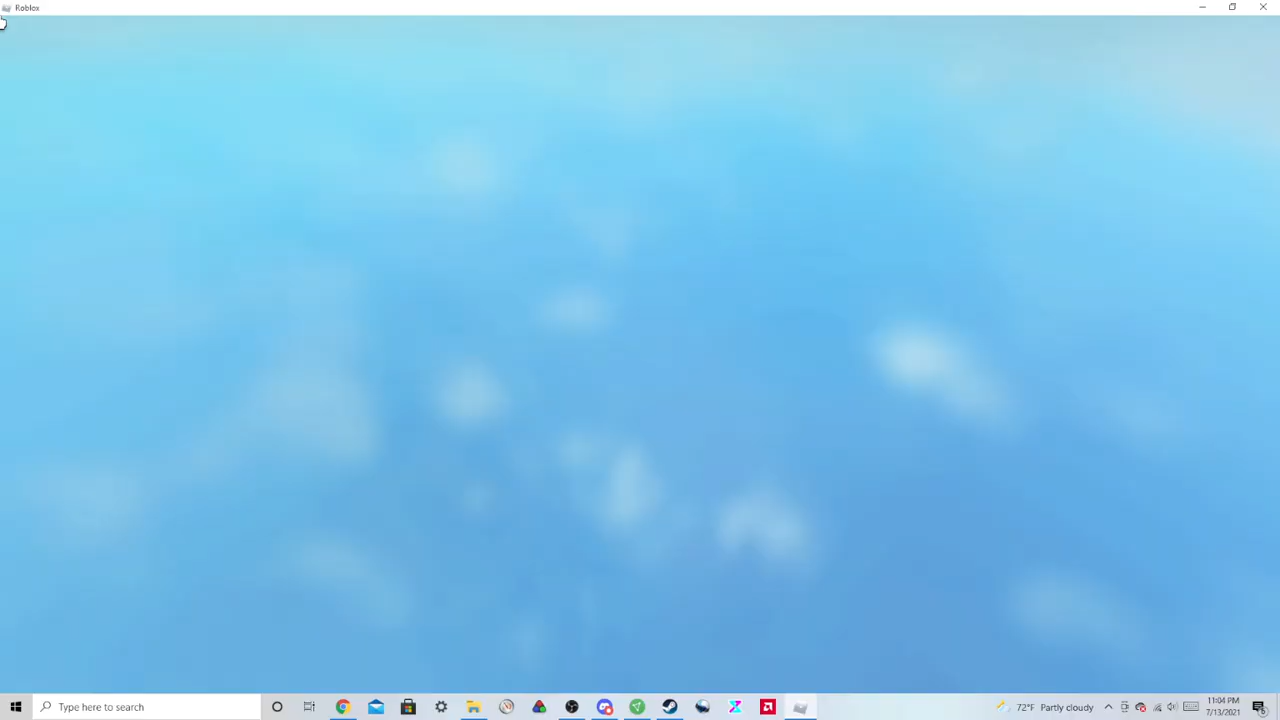 Roblox
Type here to search
72°F Partly cloudy
11:04 PM
7/13/2021